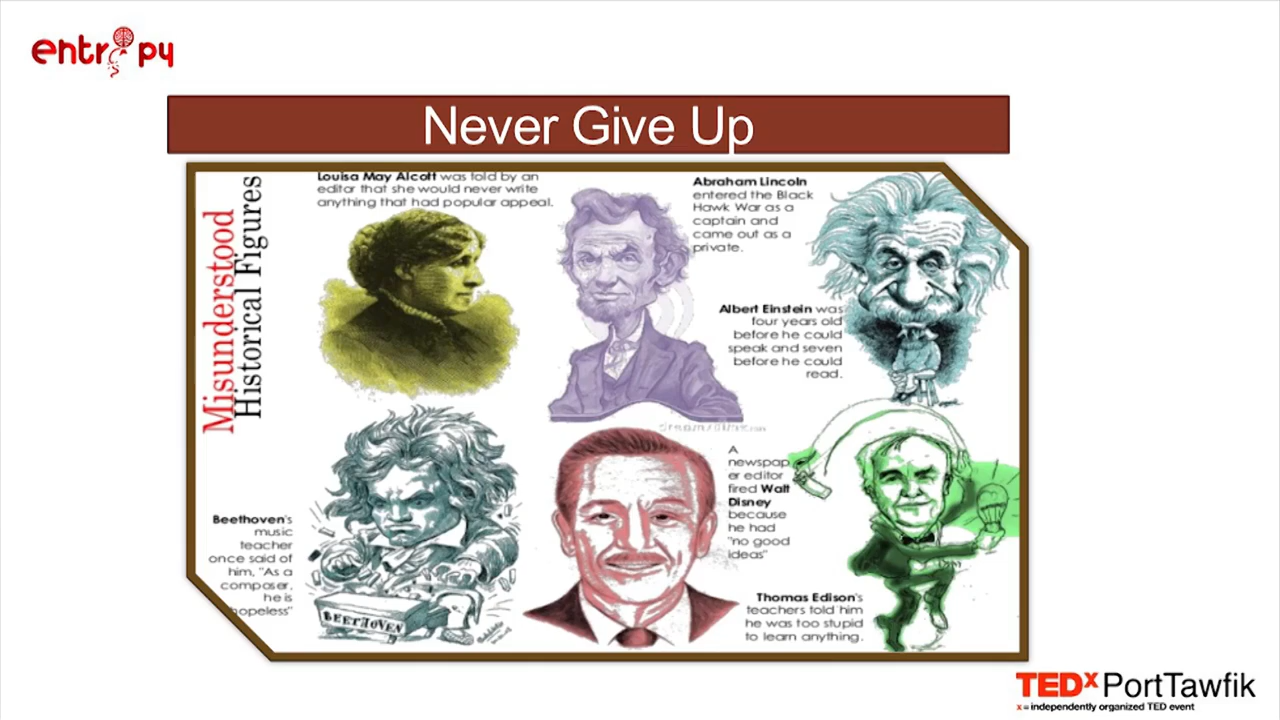 entropy
Never Give Up
Misunderstood
Historical Figures
Louisa May Alcott was told by an
editor that she would never write
anything that had popular appeal.
Abraham Lincoln
entered the Black
Hawk War as a
captain and
came out as a
private.
Albert Einstein was
four years old
before he could
speak and seven
before he could
read.
Beethoven's
music
teacher
once said of
him, "As a
composer,
he is
hopeless"
BEETHOVEN
A
newspap
er editor
fired Walt
Disney
because
he had
"no good
ideas"
Thomas Edison's
teachers told him
he was too stupid
to learn anything.
TEDx PortTawfik
x = independently organized TED event